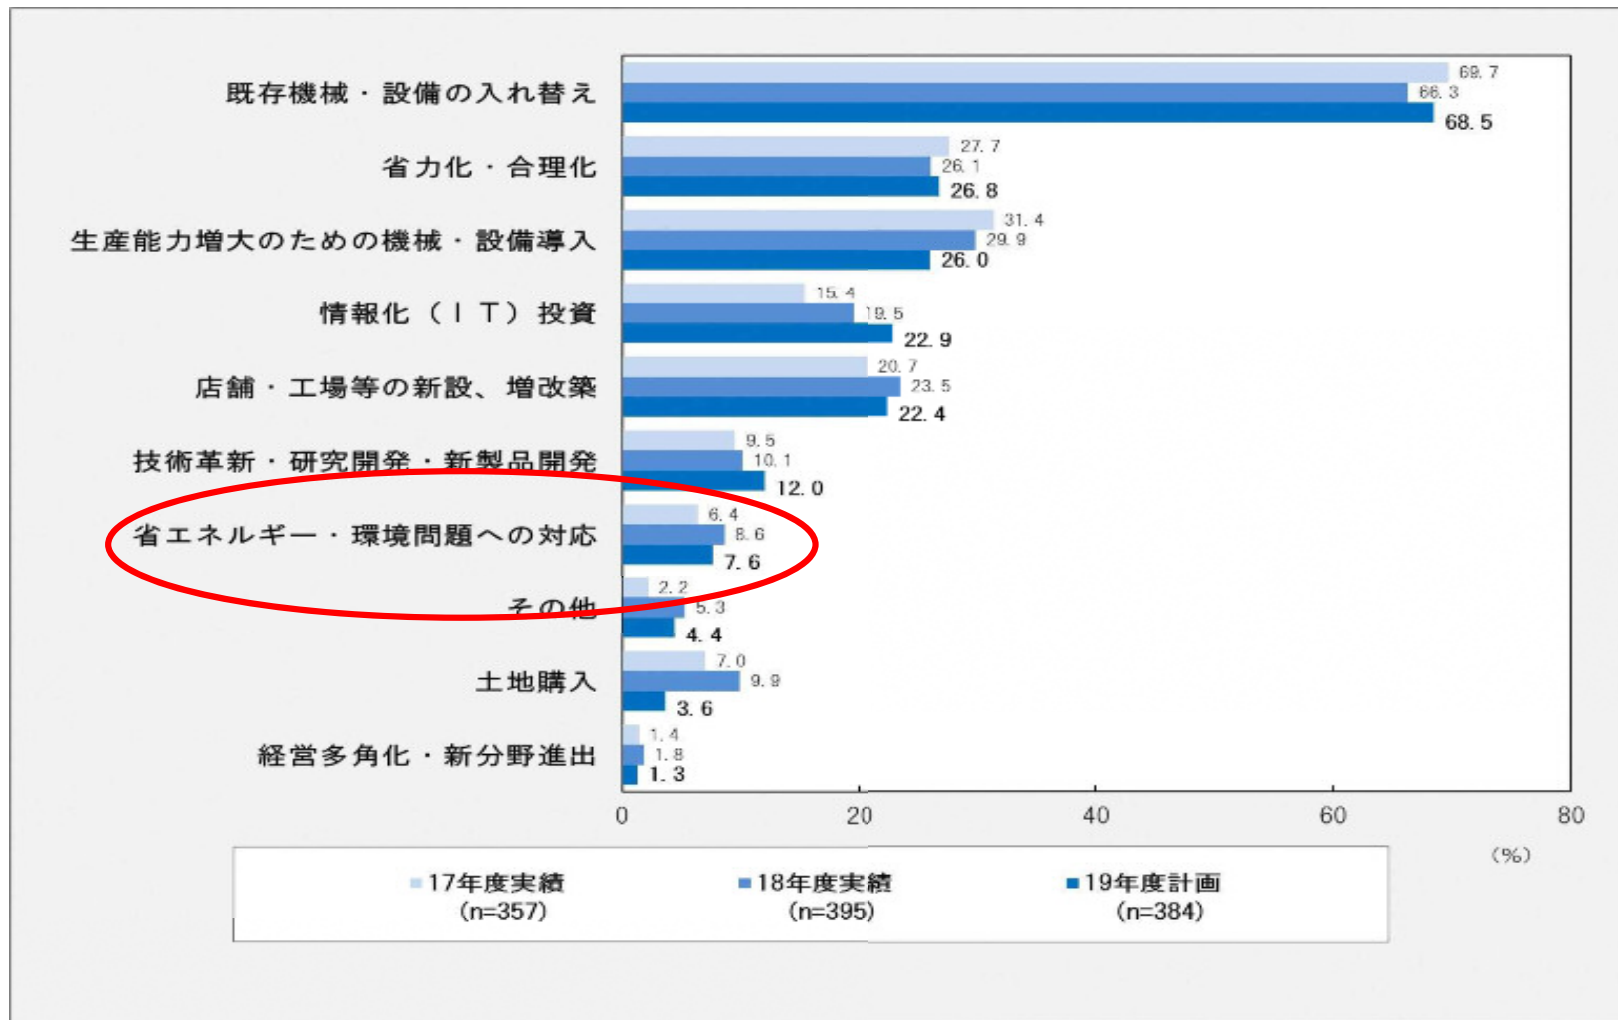 既存機械・設備の入れ替え
69.7
66.3
68.5
省力化・合理化
27.7
26.1
26.8
生産能力増大のための機械・設備導入
31.4
29.9
26.0
情報化（ＩＴ）投資
15.4
19.5
22.9
店舗・工場等の新設、増改築
20.7
23.5
22.4
技術革新・研究開発・新製品開発
9.5
10.1
12.0
省エネルギー・環境問題への対応
6.4
8.6
7.6
その他
2.2
5.3
4.4
土地購入
7.0
9.9
3.6
経営多角化・新分野進出
1.4
1.8
1.3
0 20 40 60 80
(%)
17年度実績 18年度実績 19年度計画
(n=357) (n=395) (n=384)